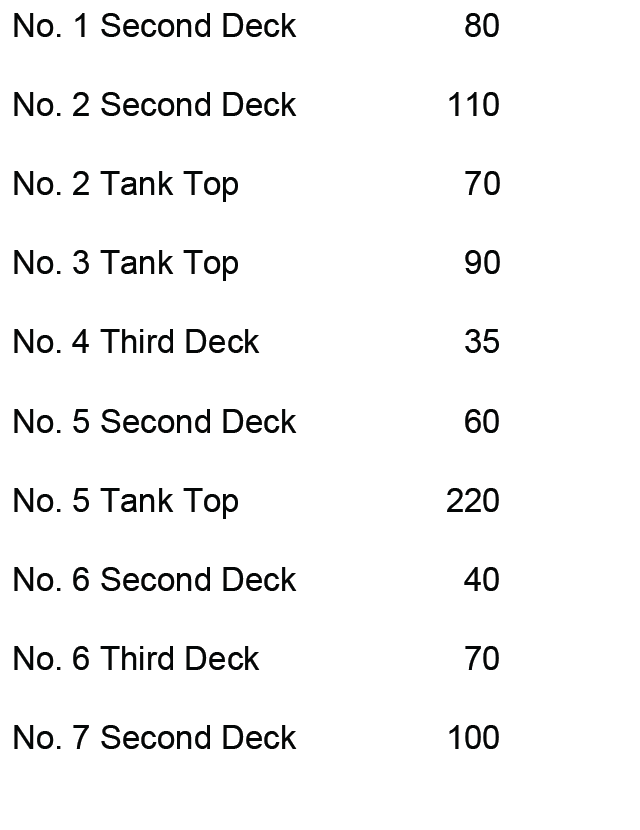 No. 1 Second Deck 80
No. 2 Second Deck 110
No. 2 Tank Top 70
No. 3 Tank Top 90
No. 4 Third Deck 35
No. 5 Second Deck 60
No. 5 Tank Top 220
No. 6 Second Deck 40
No. 6 Third Deck 70
No. 7 Second Deck 100